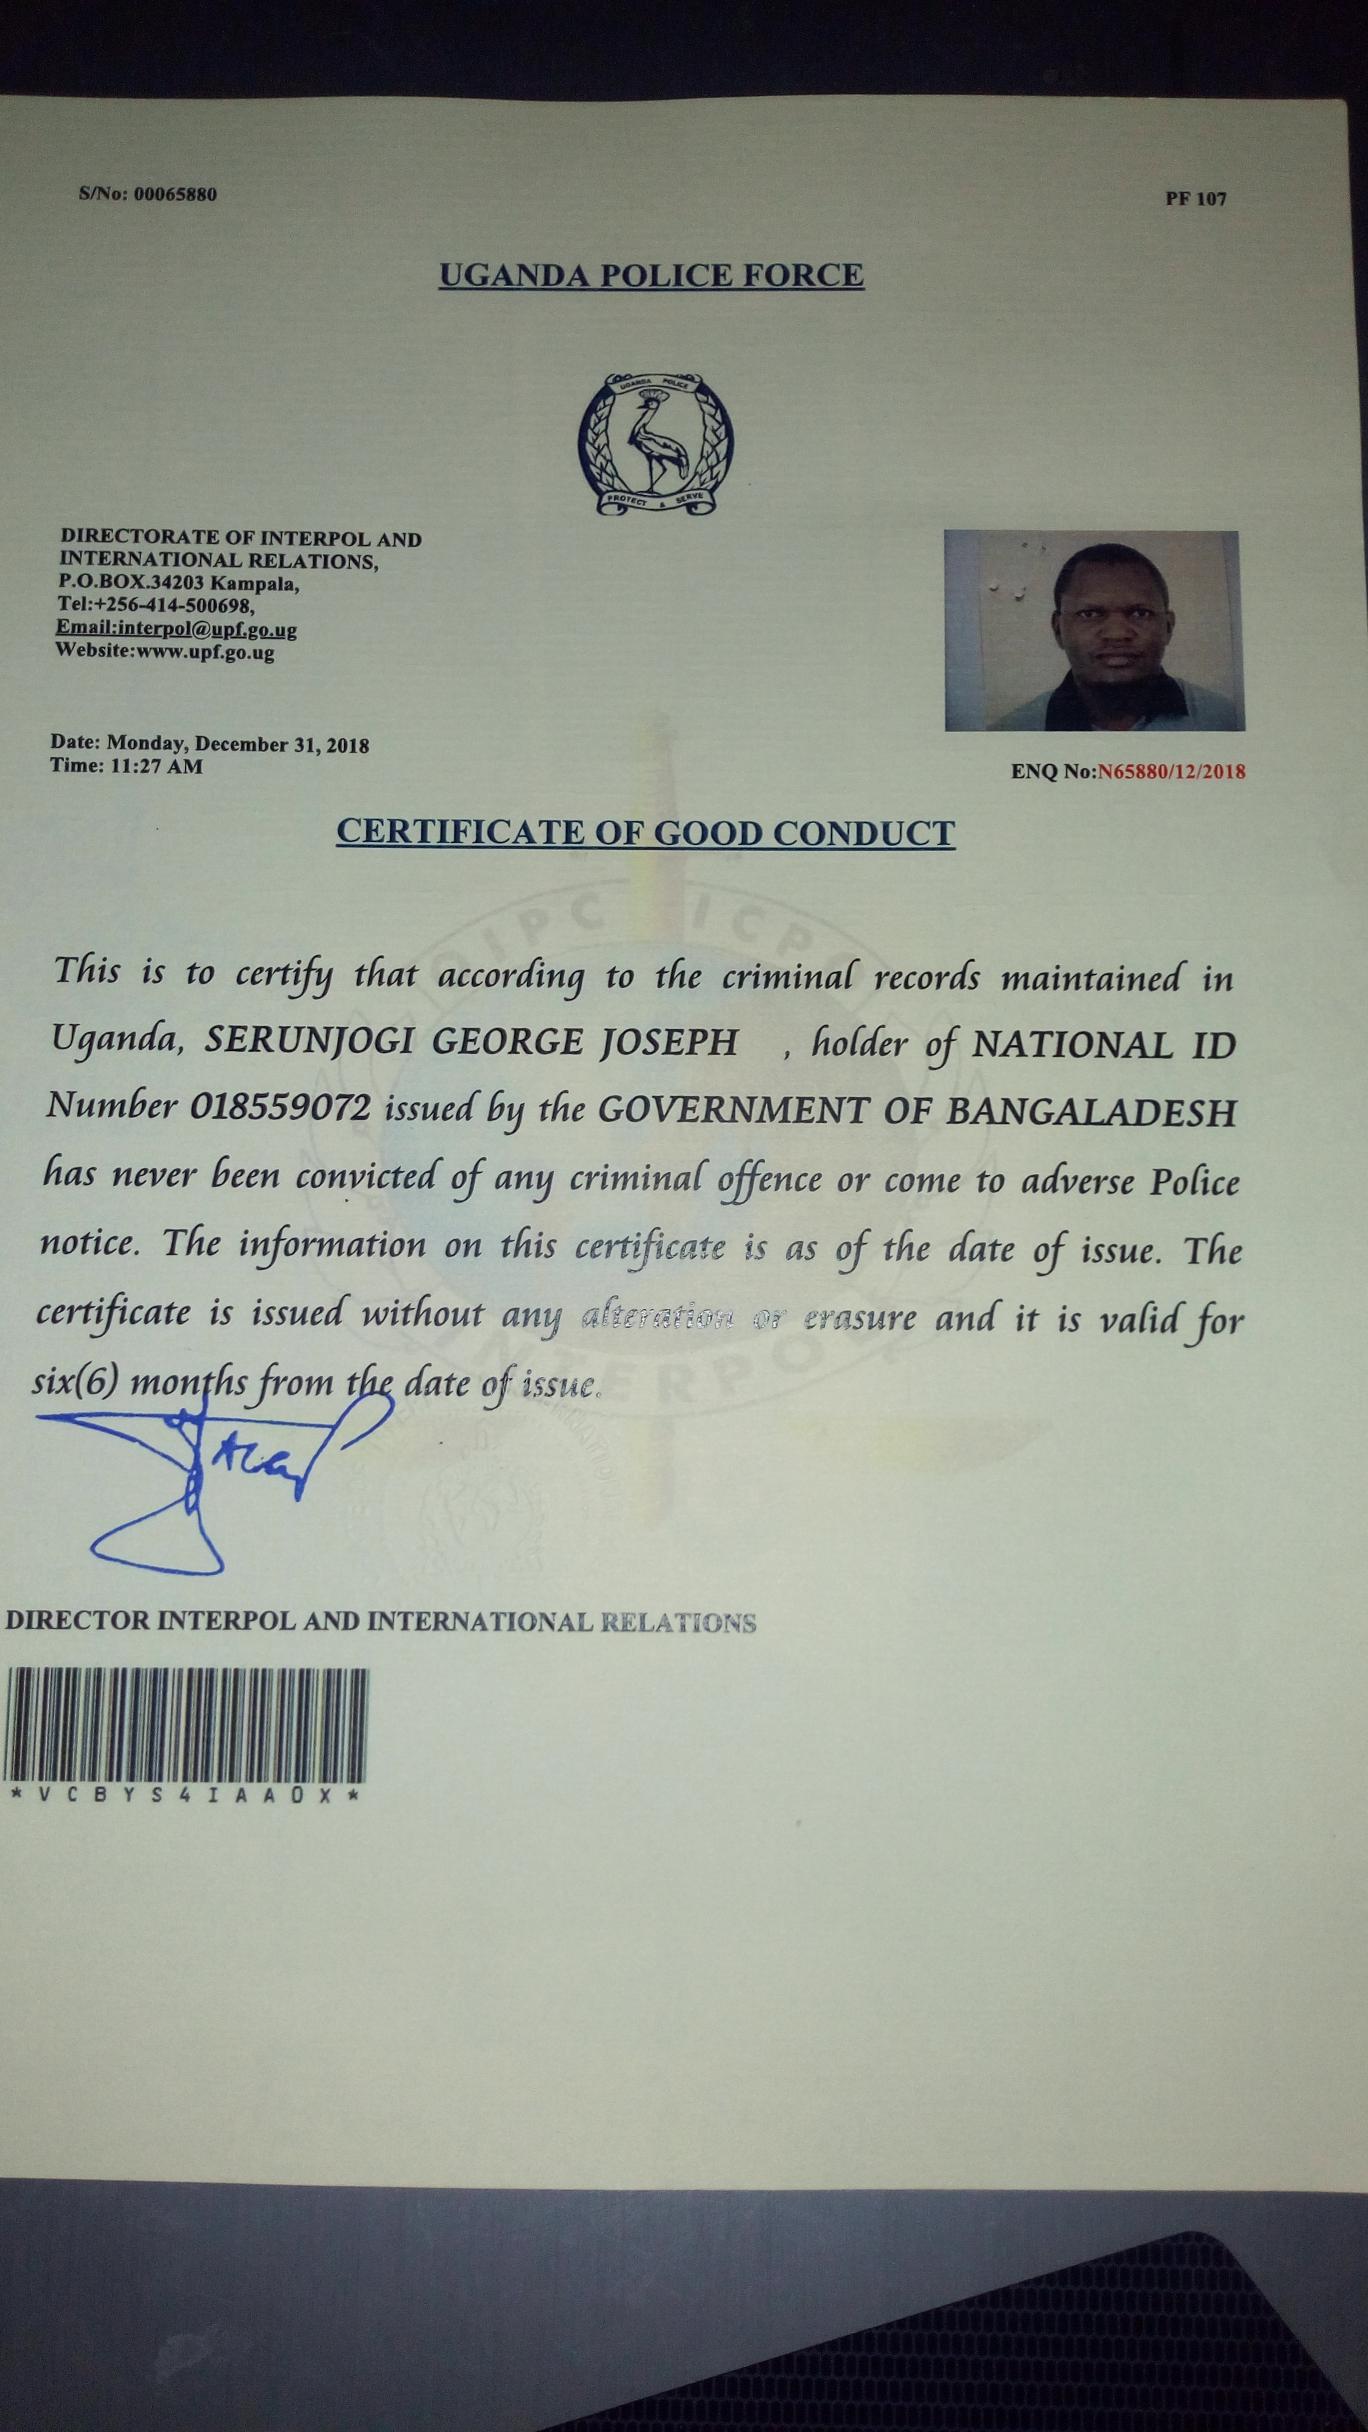 S/No: 00065880
PF 107
UGANDA POLICE FORCE
UGANDA POLICE
PROTECT & SERVE
DIRECTORATE OF INTERPOL AND
INTERNATIONAL RELATIONS,
P.O.BOX.34203 Kampala,
Tel:+256-414-500698,
Email:interpol@upf.go.ug
Website:www.upf.go.ug
Date: Monday, December 31, 2018
Time: 11:27 AM
ENQ No:N65880/12/2018
CERTIFICATE OF GOOD CONDUCT
OIPC ICPO
This is to certify that according to the criminal records maintained in
Uganda, SERUNJOGI GEORGE JOSEPH , holder of NATIONAL ID
Number 018559072 issued by the GOVERNMENT OF BANGALADESH
has never been convicted of any criminal offence or come to adverse Police
notice. The information on this certificate is as of the date of issue. The
certificate is issued without any alteration or erasure and it is valid for
six(6) months from the date of issue.
INTERPOL
DIRECTOR INTERPOL AND INTERNATIONAL RELATIONS
*VCBYS4IAAOX*